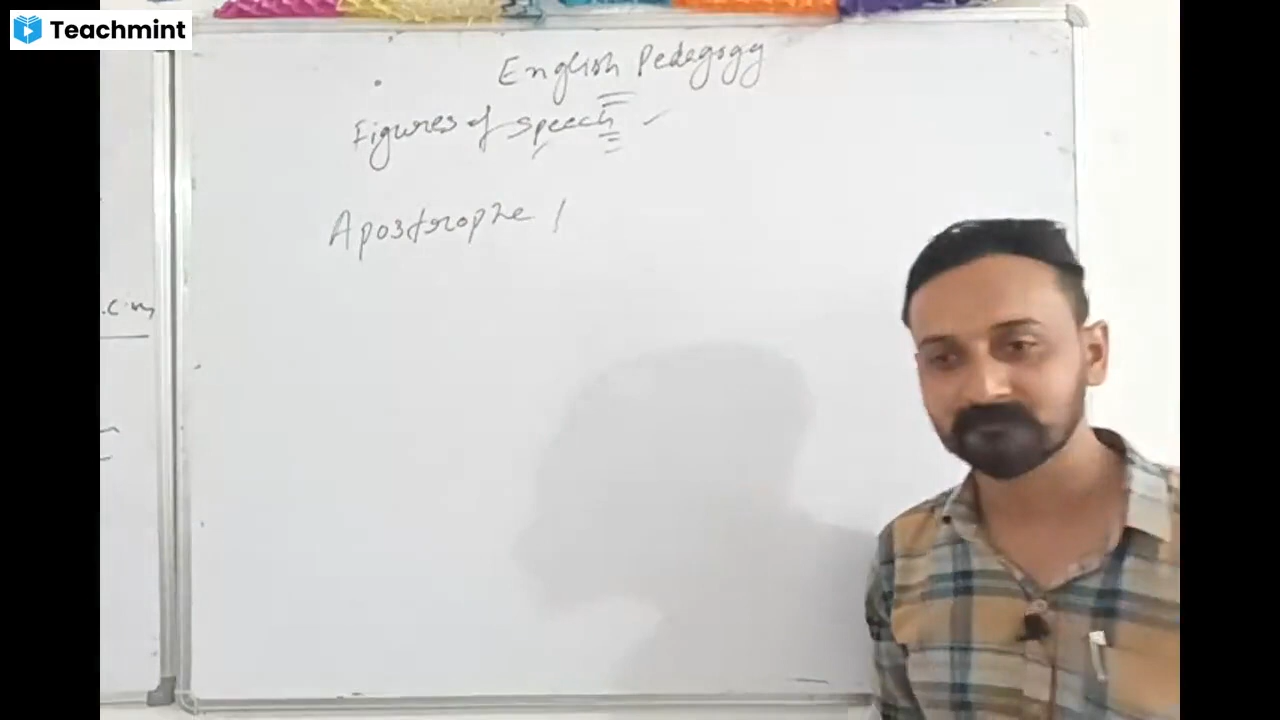 Teachmint
English Pedagogy
Figures of speech
Apostrophe /